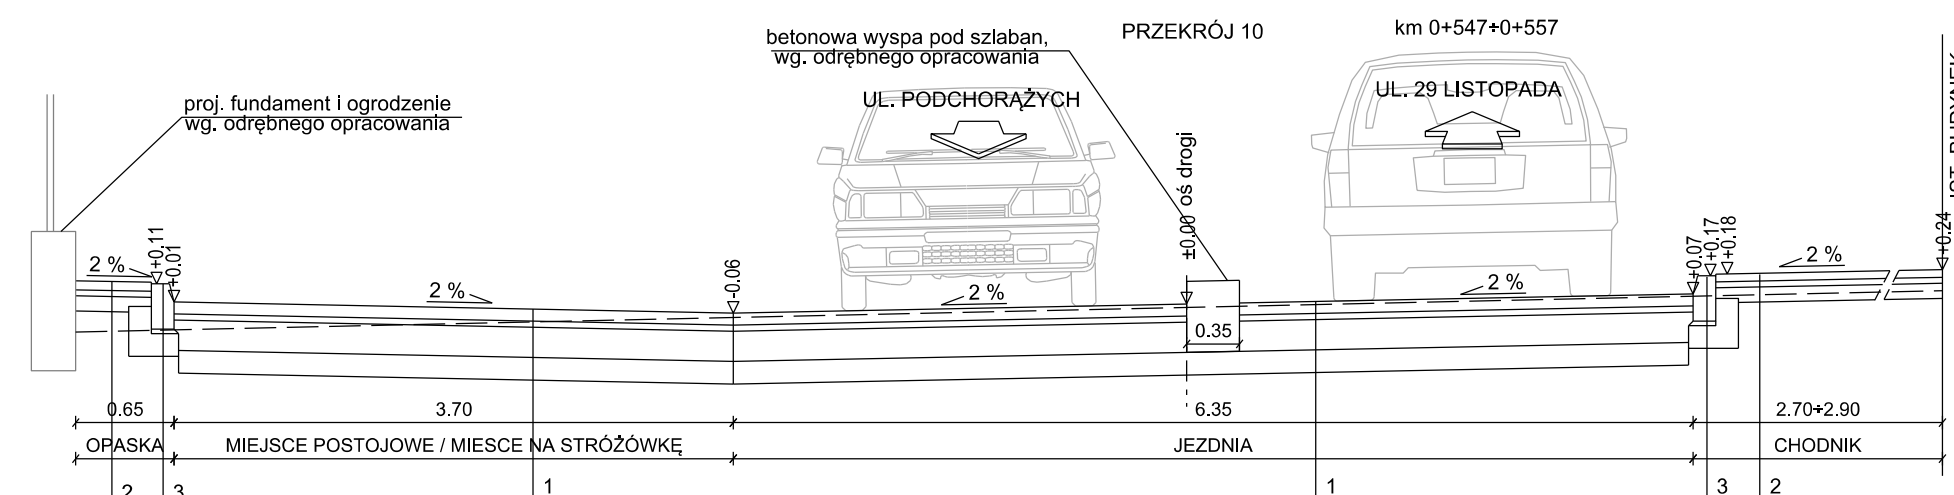 PRZEKRÓJ 10
km 0+547÷0+557
betonowa wyspa pod szlaban,
wg. odrębnego opracowania
proj. fundament i ogrodzenie
wg. odrębnego opracowania
UL. PODCHORĄŻYCH
UL. 29 LISTOPADA
IST. BUDYNEK
±0.00 oś drogi
+0.11
+0.01
-0.06
+0.07
+0.17
+0.18
+0.24
2 %
2 %
2 %
2 %
2 %
0.35
0.65
3.70
6.35
2.70÷2.90
OPASKA
MIEJSCE POSTOJOWE / MIESCE NA STRÓŻÓWKĘ
JEZDNIA
CHODNIK
2
3
1
1
3
2